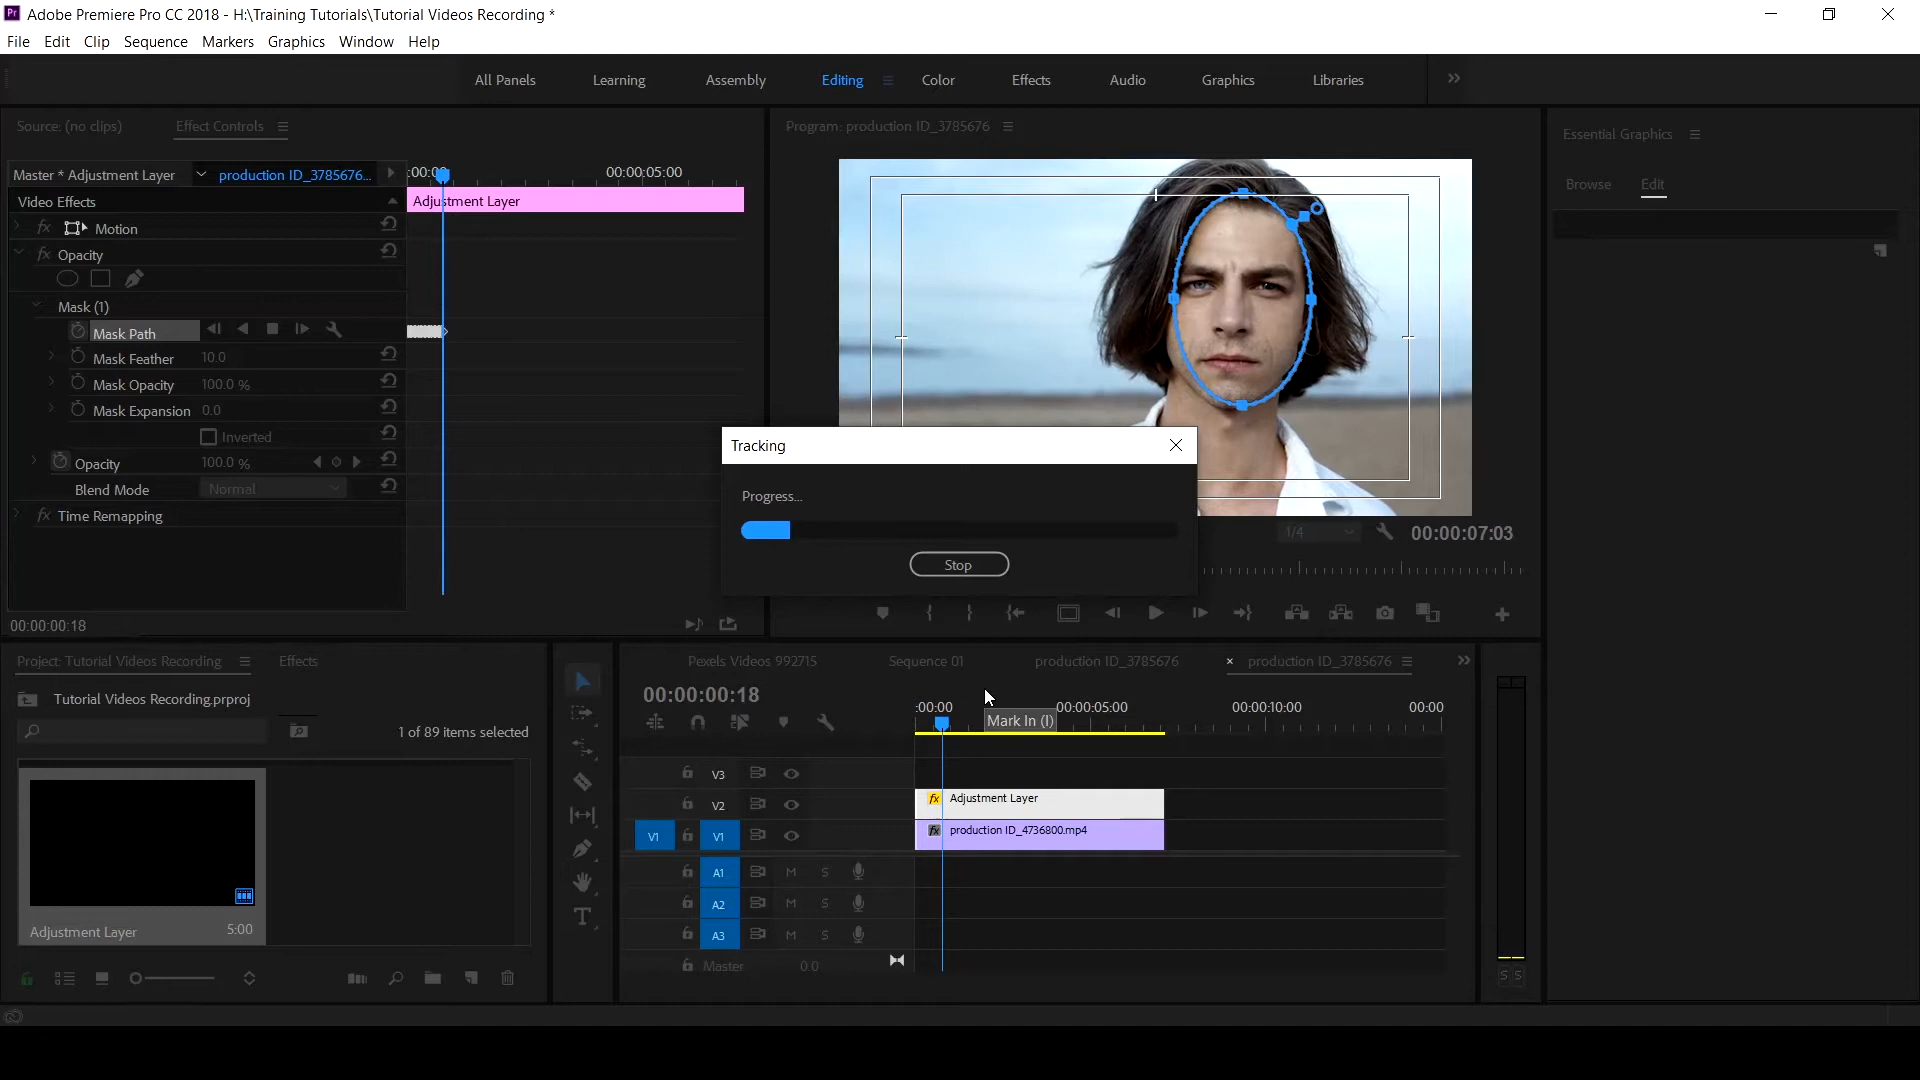 Pr Adobe Premiere Pro CC 2018 - H:\Training Tutorials\Tutorial Videos Recording *
File Edit Clip Sequence Markers Graphics Window Help
All Panels Learning Assembly Editing Color Effects Audio Graphics Libraries
Source: (no clips) Effect Controls
Master * Adjustment Layer production ID_3785676...
:00:00 00:00:05:00
Video Effects
Adjustment Layer
fx Motion
fx Opacity
Mask (1)
Mask Path
Mask Feather 10.0
Mask Opacity 100.0 %
Mask Expansion 0.0
Inverted
Opacity 100.0 %
Blend Mode Normal
fx Time Remapping
00:00:00:18
Program: production ID_3785676
1/4 00:00:07:03
Tracking
Progress...
Stop
Essential Graphics
Browse Edit
Project: Tutorial Videos Recording Effects
Tutorial Videos Recording.prproj
1 of 89 items selected
Adjustment Layer 5:00
Pexels Videos 992715 Sequence 01 production ID_3785676 × production ID_3785676
00:00:00:18
:00:00 00:00:05:00 00:00:10:00 00:00
Mark In (I)
V3
V2 fx Adjustment Layer
V1 V1 fx production ID_4736800.mp4
A1 M S
A2 M S
A3 M S
Master 0.0
S S